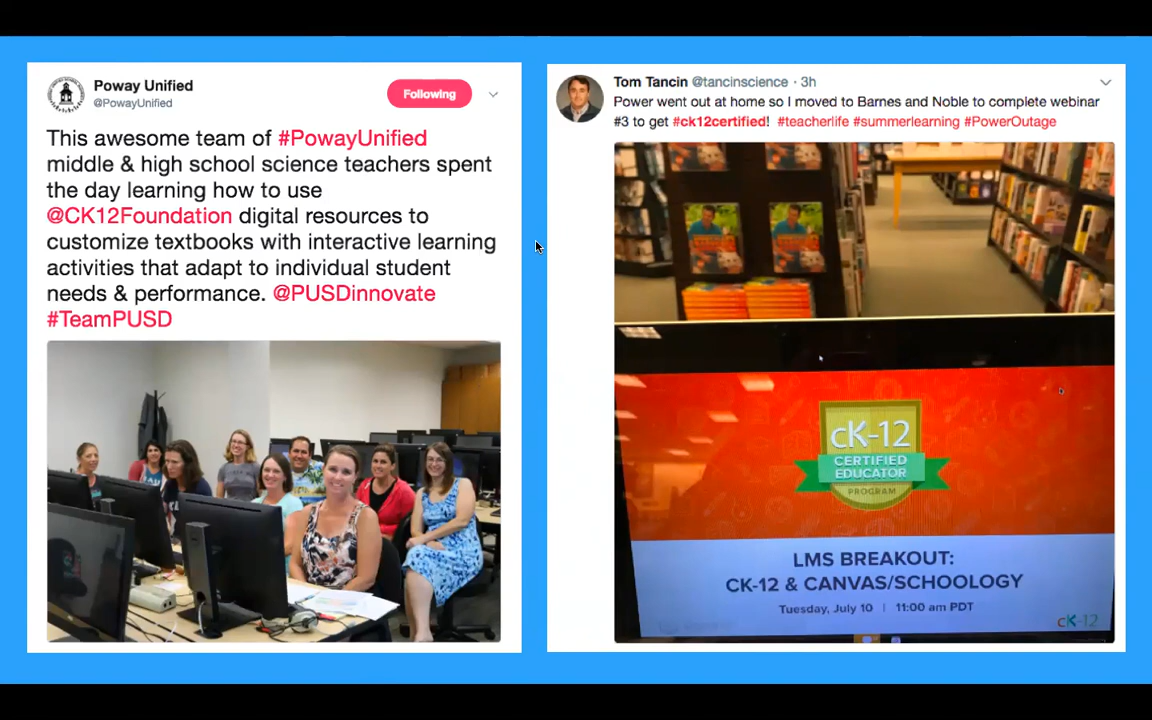 Poway Unified
@PowayUnified
Following
This awesome team of #PowayUnified
middle & high school science teachers spent
the day learning how to use
@CK12Foundation digital resources to
customize textbooks with interactive learning
activities that adapt to individual student
needs & performance. @PUSDinnovate
#TeamPUSD
Tom Tancin @tancinscience · 3h
Power went out at home so I moved to Barnes and Noble to complete webinar
#3 to get #ck12certified! #teacherlife #summerlearning #PowerOutage
cK-12
CERTIFIED
EDUCATOR
PROGRAM
LMS BREAKOUT:
CK-12 & CANVAS/SCHOOLOGY
Tuesday, July 10 | 11:00 am PDT
cK-12